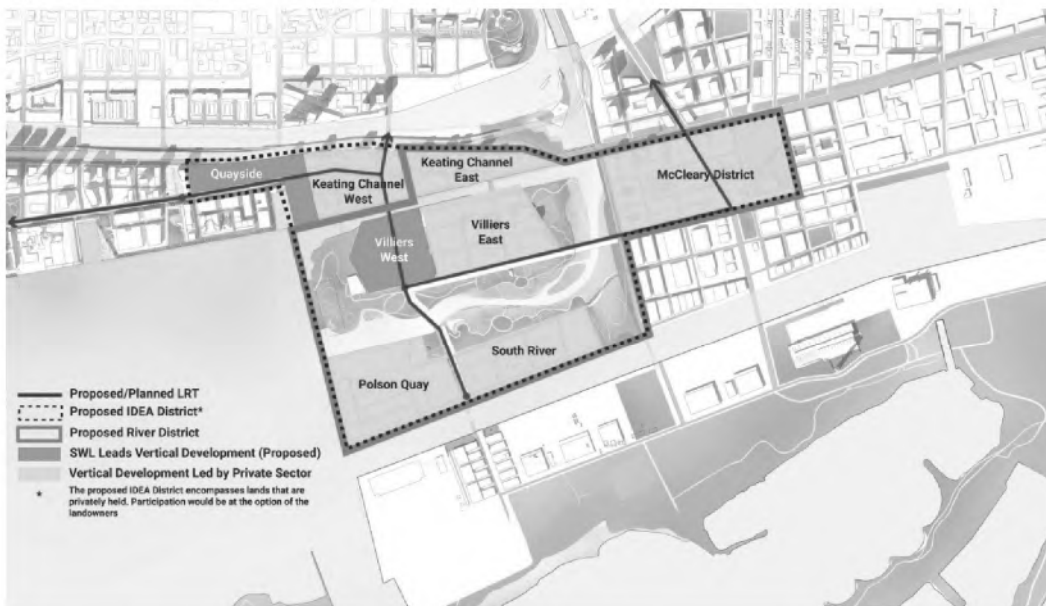 Quayside
Keating Channel
West
Keating Channel
East
McCleary District
Villiers
West
Villiers
East
South River
Polson Quay
Proposed/Planned LRT
Proposed IDEA District*
Proposed River District
SWL Leads Vertical Development (Proposed)
Vertical Development Led by Private Sector
* The proposed IDEA District encompasses lands that are
privately held. Participation would be at the option of the
landowners